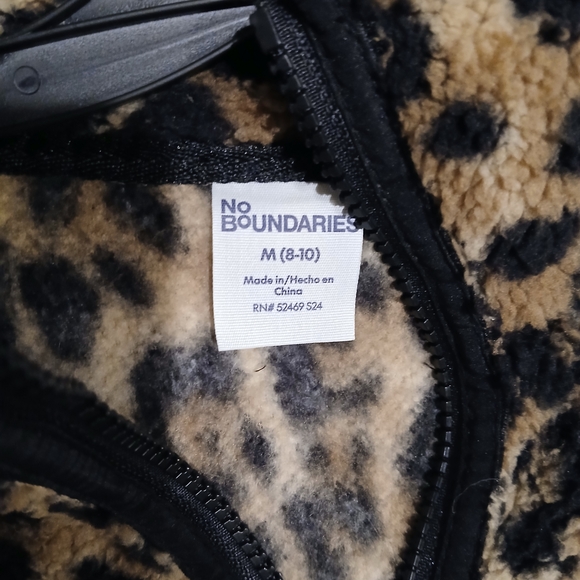 No
BoUNDARIES
M (8-10)
Made in/Hecho en
China
RN# 52469 S24